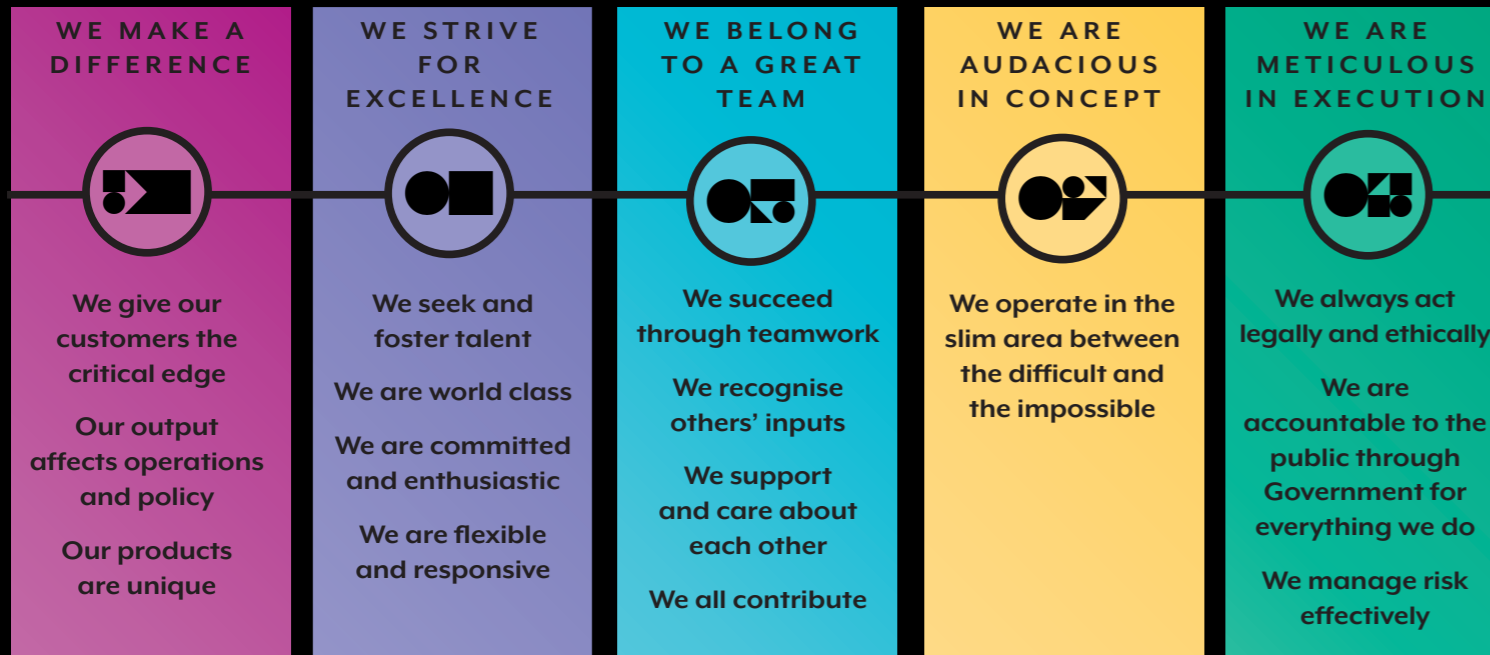 WE MAKE A
DIFFERENCE
We give our
customers the
critical edge
Our output
affects operations
and policy
Our products
are unique
WE STRIVE
FOR
EXCELLENCE
We seek and
foster talent
We are world class
We are committed
and enthusiastic
We are flexible
and responsive
WE BELONG
TO A GREAT
TEAM
We succeed
through teamwork
We recognise
others’ inputs
We support
and care about
each other
We all contribute
WE ARE
AUDACIOUS
IN CONCEPT
We operate in the
slim area between
the difficult and
the impossible
WE ARE
METICULOUS
IN EXECUTION
We always act
legally and ethically
We are
accountable to the
public through
Government for
everything we do
We manage risk
effectively